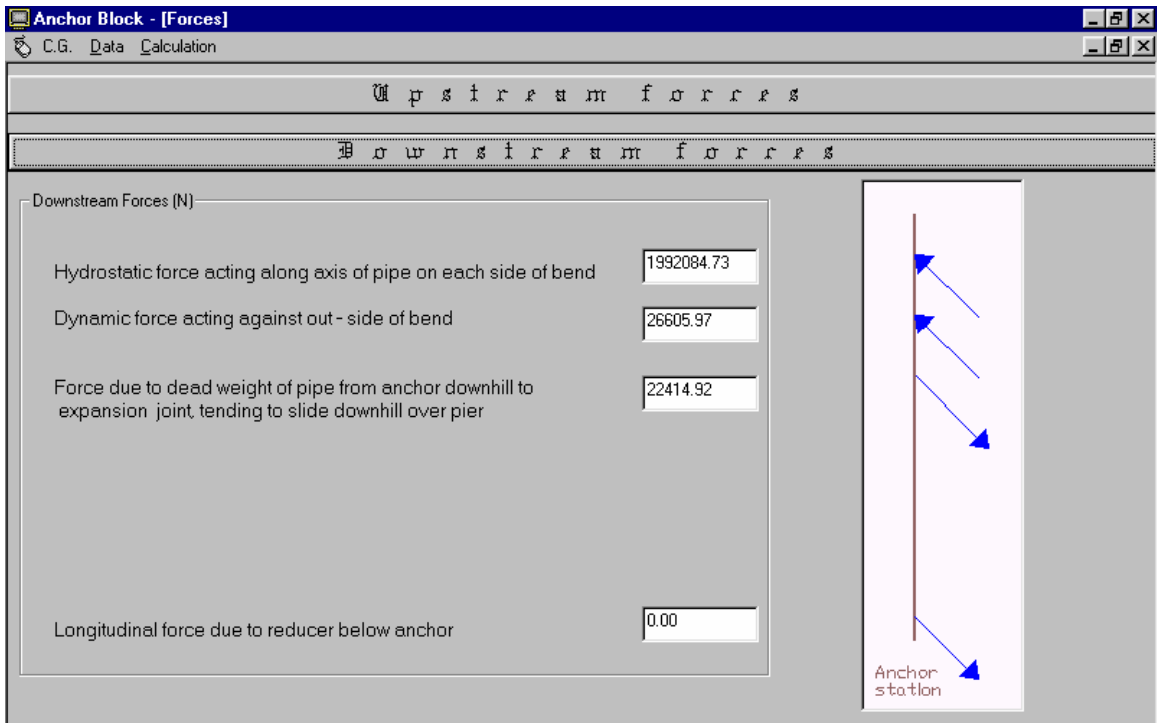 Anchor Block - [Forces]
C.G. Data Calculation
Upstream forces
Downstream forces
Downstream Forces (N)
Hydrostatic force acting along axis of pipe on each side of bend 1992084.73
Dynamic force acting against out - side of bend 26605.97
Force due to dead weight of pipe from anchor downhill to 22414.92
expansion joint, tending to slide downhill over pier
Longitudinal force due to reducer below anchor 0.00
Anchor
station